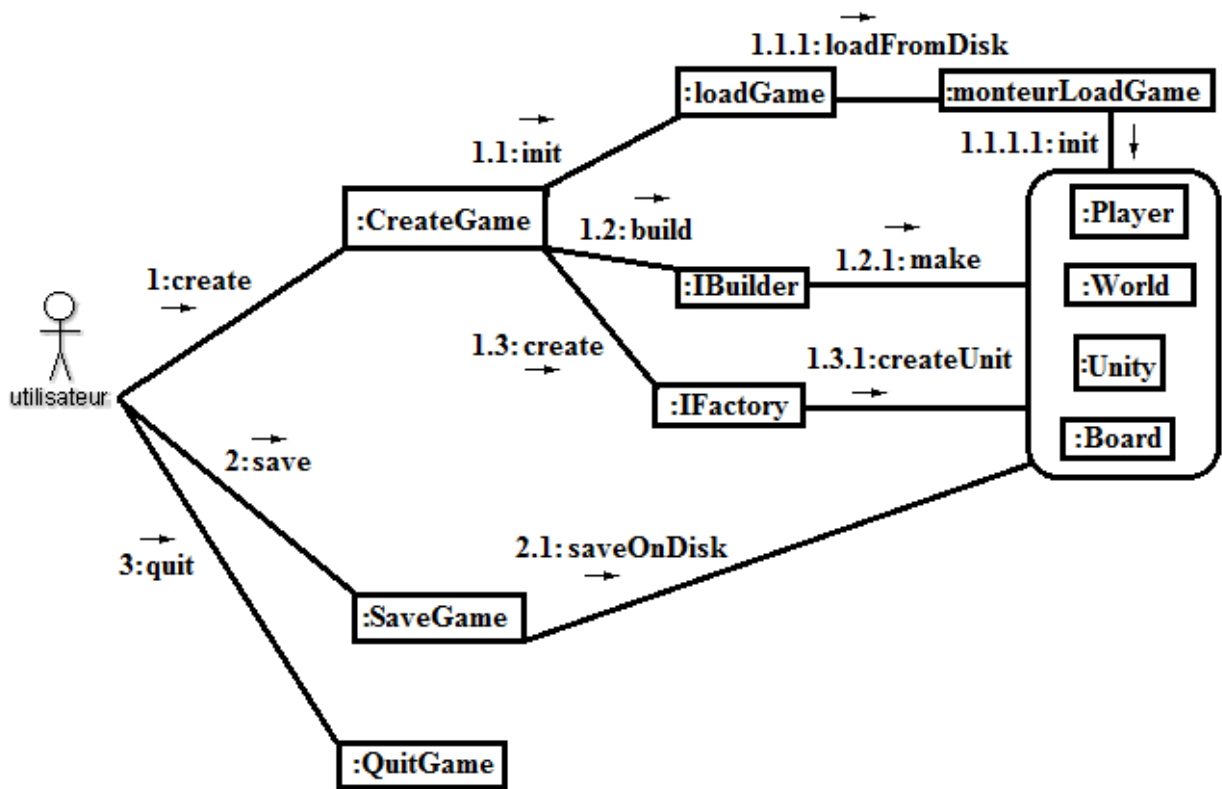 1.1.1:loadFromDisk
:loadGame
:monteurLoadGame
1.1:init
1.1.1.1:init
:CreateGame
:Player
1.2:build
1.2.1:make
:IBuilder
:World
1:create
1.3:create
1.3.1:createUnit
:Unity
utilisateur
:IFactory
:Board
2:save
3:quit
2.1:saveOnDisk
:SaveGame
:QuitGame